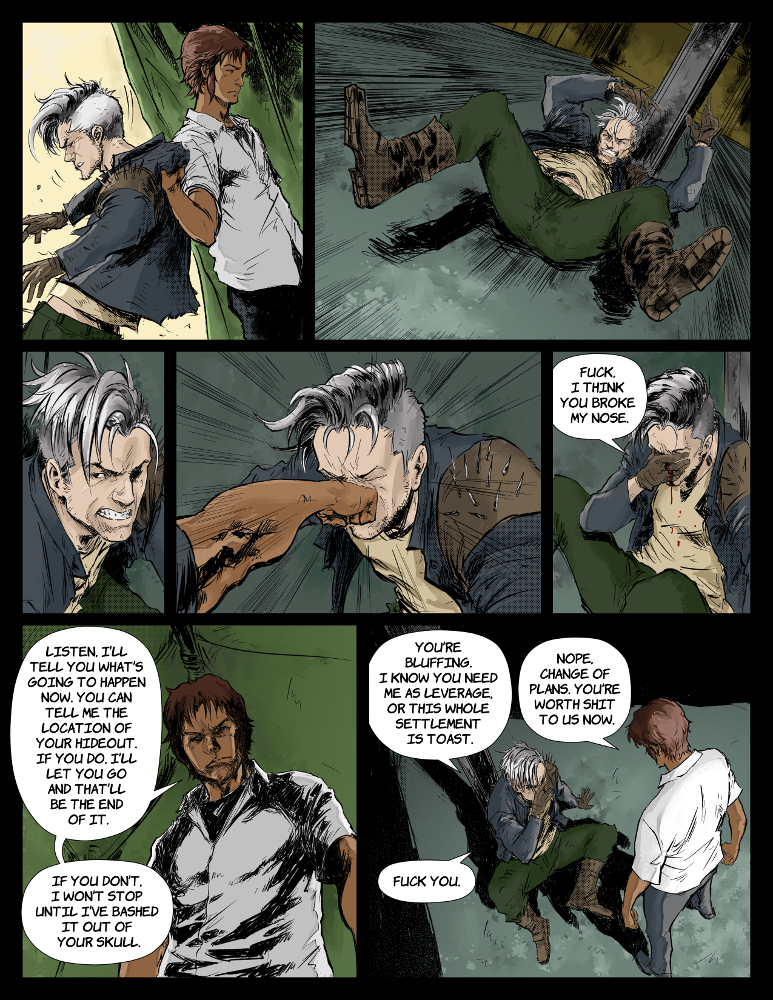 FUCK.
I THINK
YOU BROKE
MY NOSE.
LISTEN, I'LL
TELL YOU WHAT'S
GOING TO HAPPEN
NOW. YOU CAN
TELL ME THE
LOCATION OF
YOUR HIDEOUT.
IF YOU DO, I'LL
LET YOU GO
AND THAT'LL
BE THE END
OF IT.
IF YOU DON'T,
I WON'T STOP
UNTIL I'VE BASHED
IT OUT OF
YOUR SKULL.
YOU'RE
BLUFFING.
I KNOW YOU NEED
ME AS LEVERAGE,
OR THIS WHOLE
SETTLEMENT
IS TOAST.
NOPE,
CHANGE OF
PLANS. YOU'RE
WORTH SHIT
TO US NOW.
FUCK YOU.